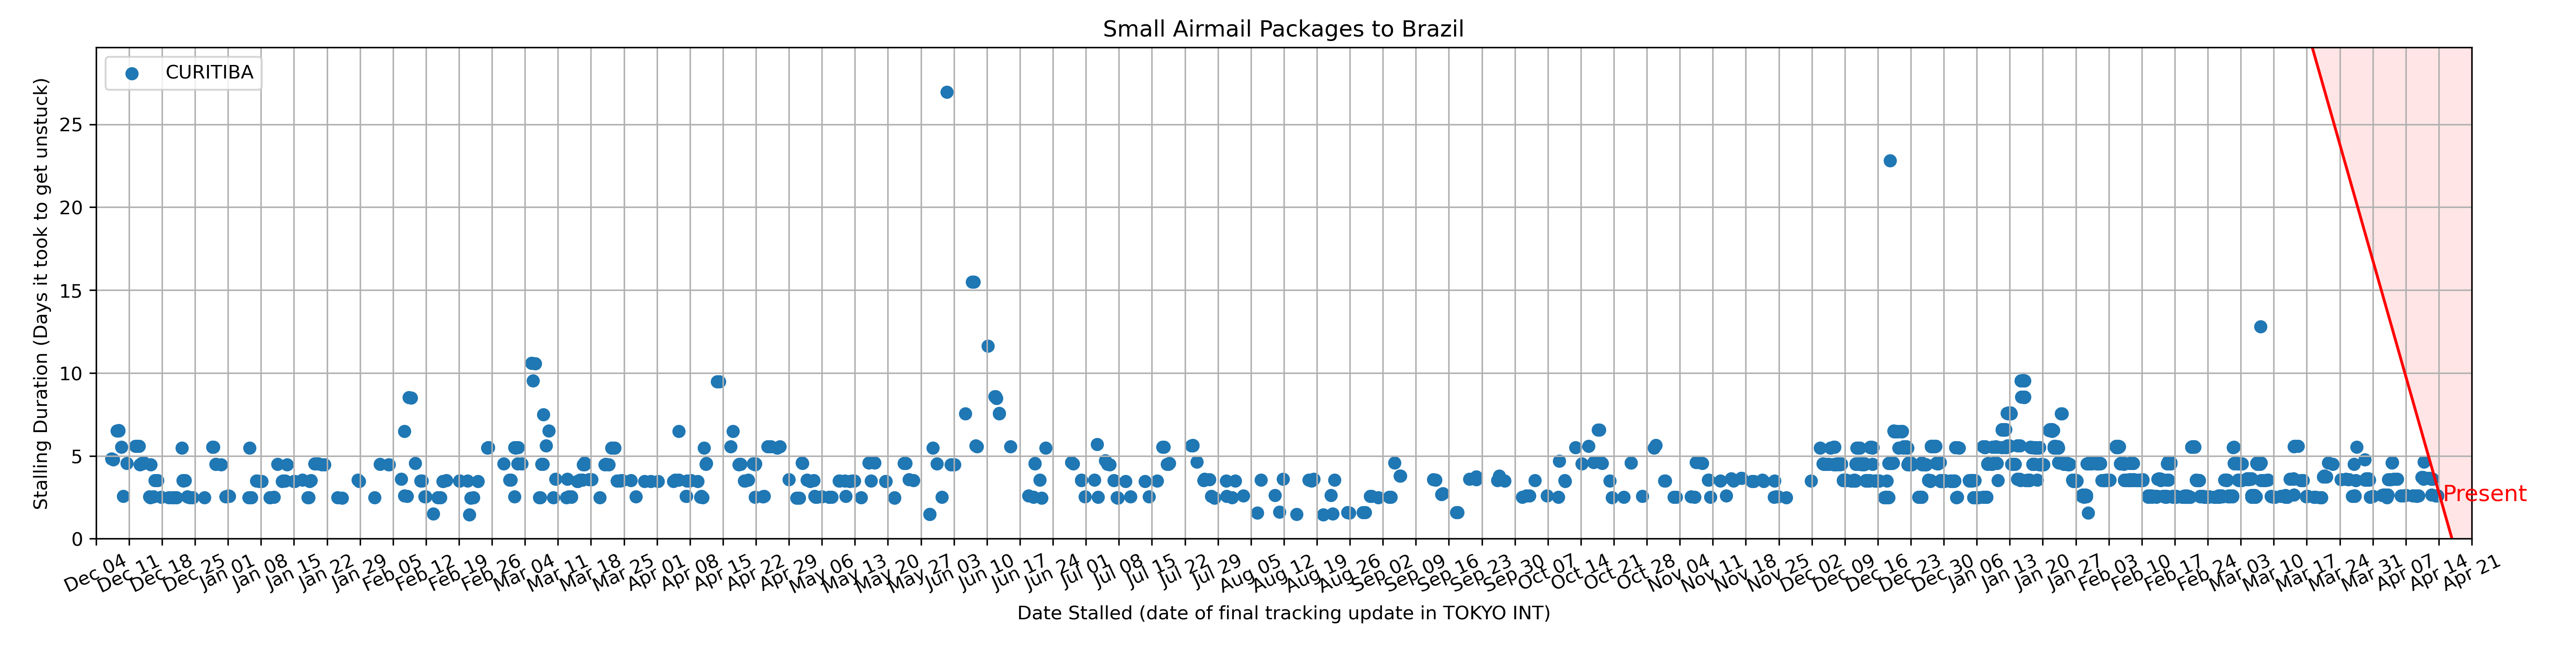 Small Airmail Packages to Brazil
CURITIBA
Stalling Duration (Days it took to get unstuck)
25
20
15
10
5
0
Present
Dec 04 Dec 11 Dec 18 Dec 25 Jan 01 Jan 08 Jan 15 Jan 22 Jan 29 Feb 05 Feb 12 Feb 19 Feb 26 Mar 04 Mar 11 Mar 18 Mar 25 Apr 01 Apr 08 Apr 15 Apr 22 Apr 29 May 06 May 13 May 20 May 27 Jun 03 Jun 10 Jun 17 Jun 24 Jul 01 Jul 08 Jul 15 Jul 22 Jul 29 Aug 05 Aug 12 Aug 19 Aug 26 Sep 02 Sep 09 Sep 16 Sep 23 Sep 30 Oct 07 Oct 14 Oct 21 Oct 28 Nov 04 Nov 11 Nov 18 Nov 25 Dec 02 Dec 09 Dec 16 Dec 23 Dec 30 Jan 06 Jan 13 Jan 20 Jan 27 Feb 03 Feb 10 Feb 17 Feb 24 Mar 03 Mar 10 Mar 17 Mar 24 Mar 31 Apr 07 Apr 14 Apr 21
Date Stalled (date of final tracking update in TOKYO INT)